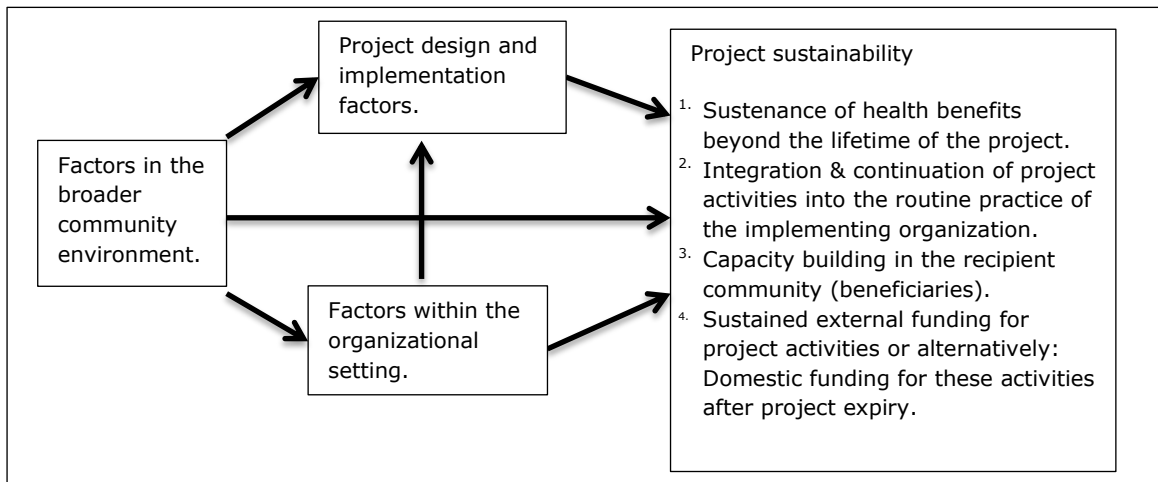 Project design and
implementation
factors.
Factors in the
broader
community
environment.
Factors within the
organizational
setting.
Project sustainability
1. Sustenance of health benefits
beyond the lifetime of the project.
2. Integration & continuation of project
activities into the routine practice of
the implementing organization.
3. Capacity building in the recipient
community (beneficiaries).
4. Sustained external funding for
project activities or alternatively:
Domestic funding for these activities
after project expiry.